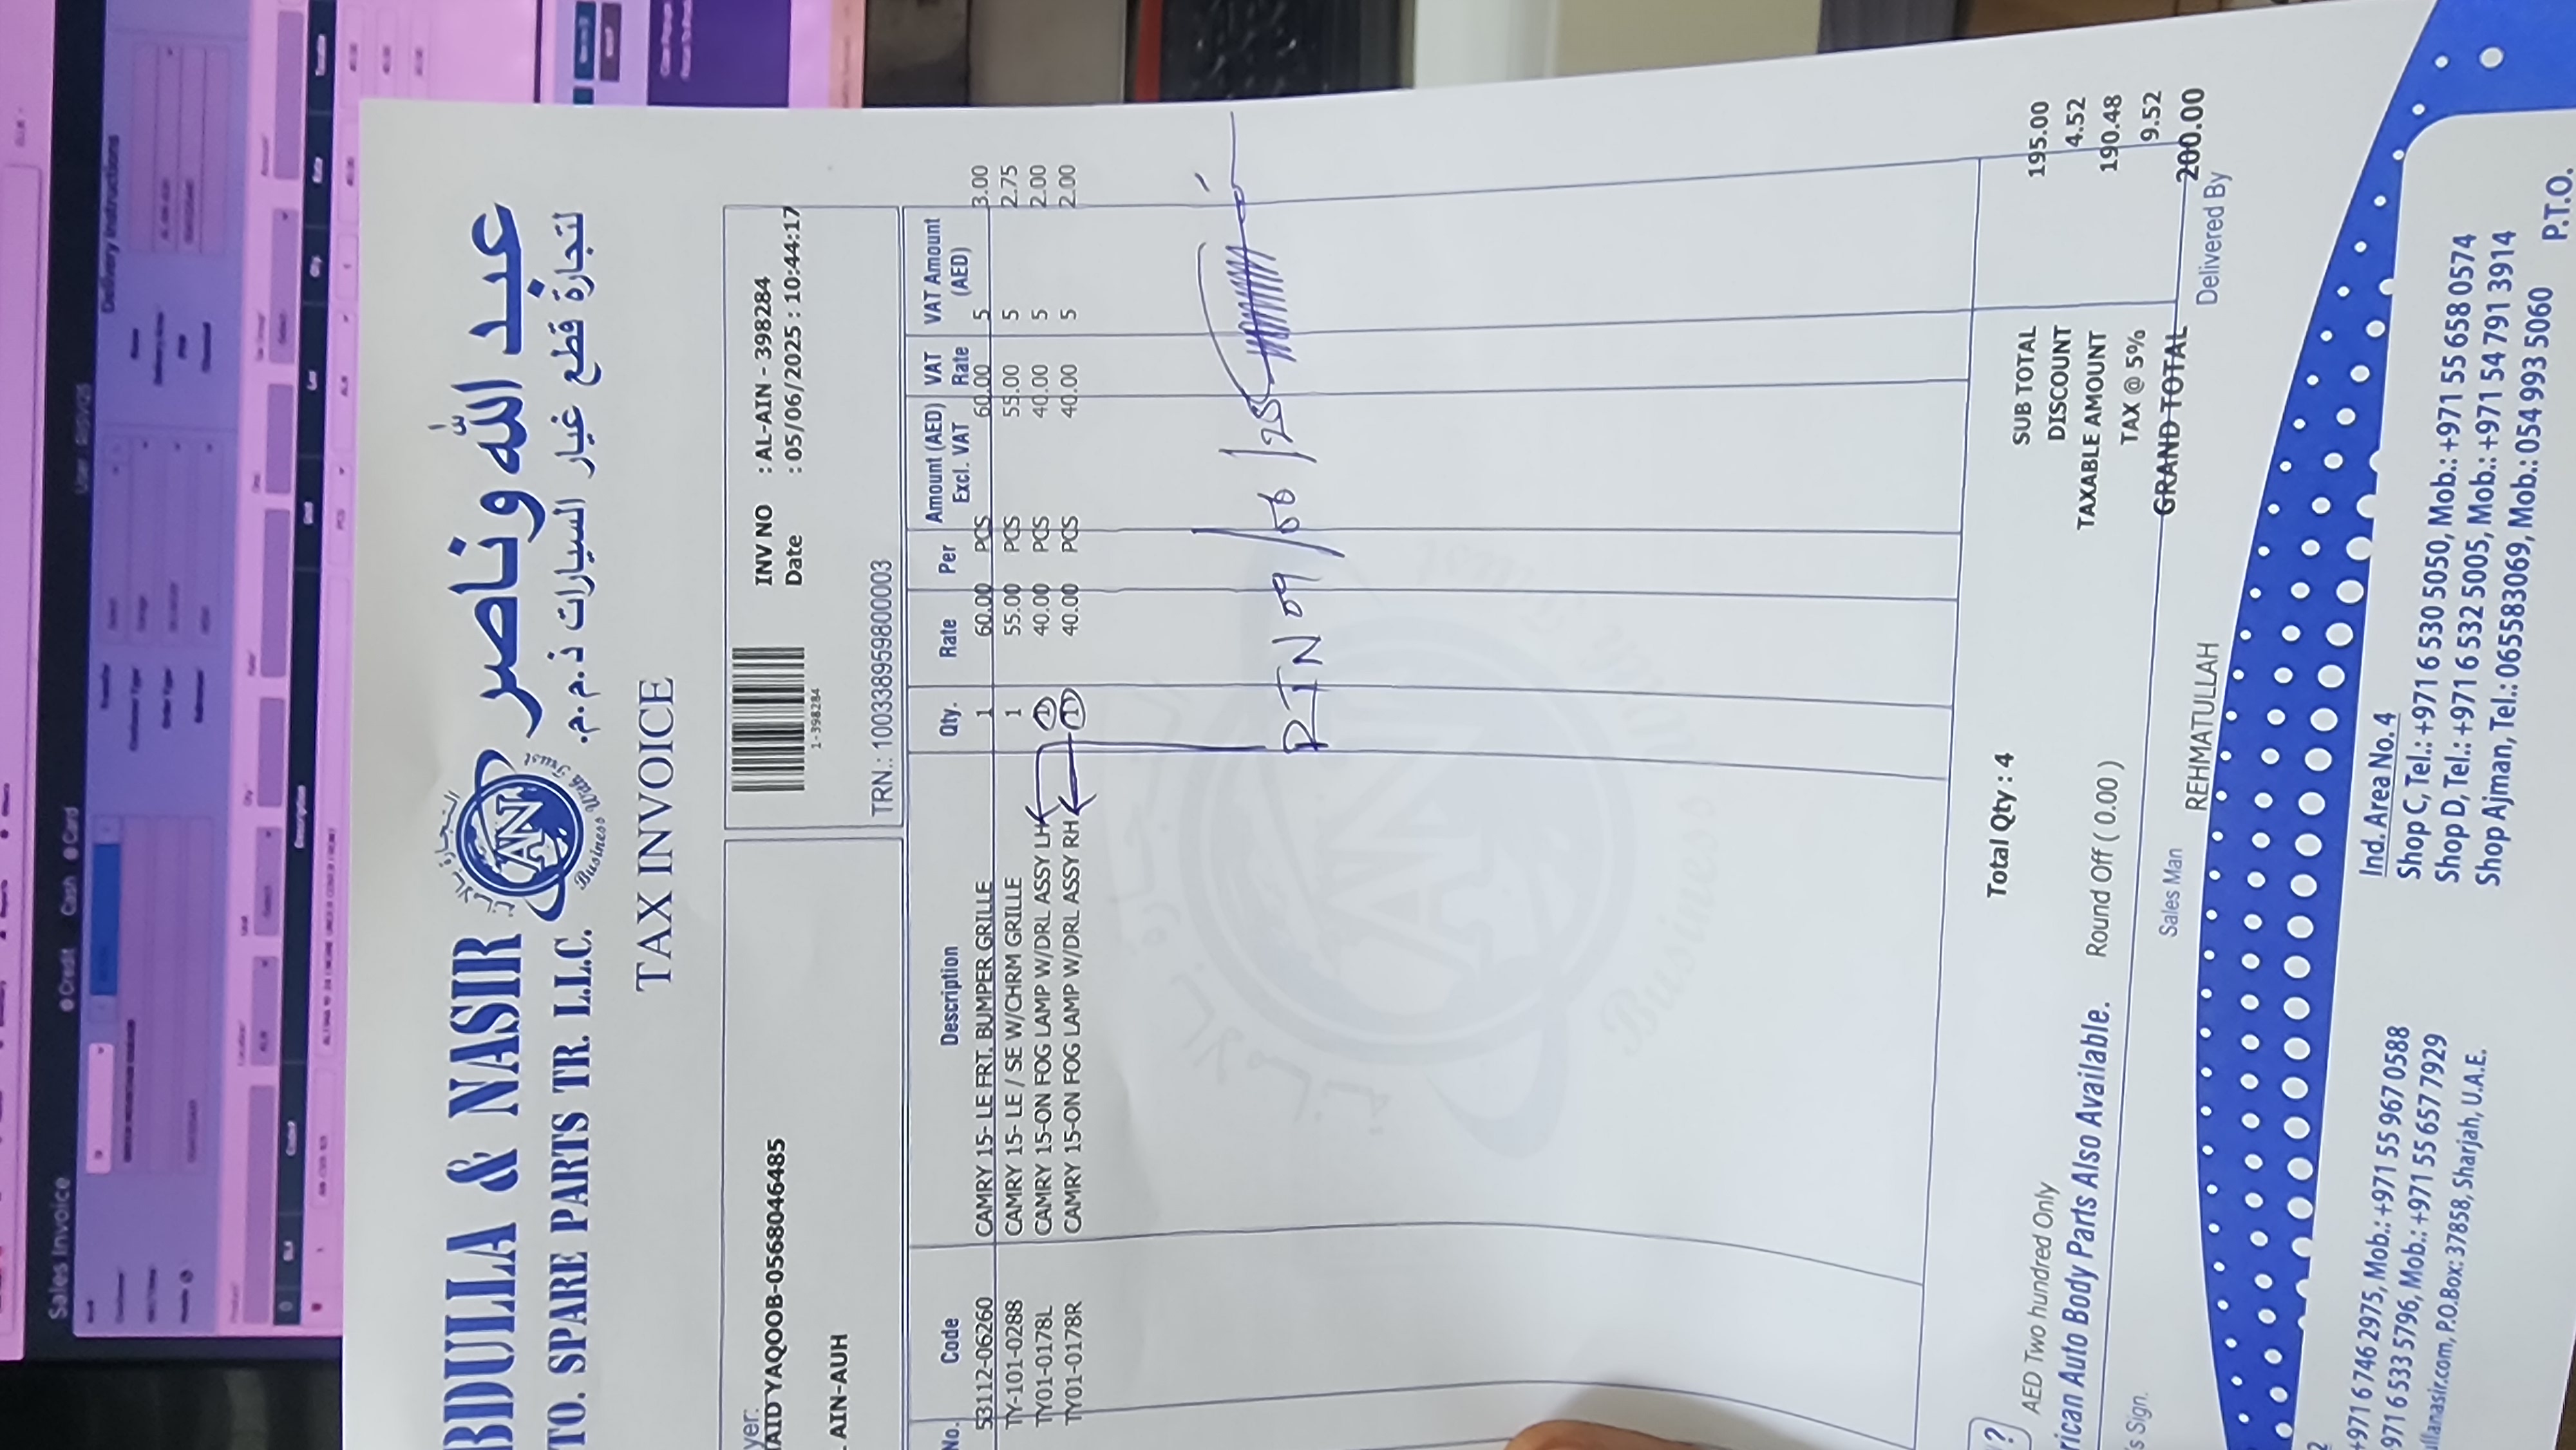 Sales Invoice
Credit Cash Card
Delivery Instructions
BDULLA & NASIR
عبد الله وناصر
TO. SPARE PARTS TR. L.L.C.
لتجارة قطع غيار السيارات ذ.م.م.
AN
Business With Trust
TAX INVOICE
yer:
AID YAQOOB-0568046485
AIN-AUH
1-398284
INV NO : AL-AIN - 398284
Date : 05/06/2025 : 10:44:17
TRN.: 100338959800003
No. Code Description Qty. Rate Per Amount (AED) Excl. VAT VAT Rate VAT Amount (AED)
53112-06260 CAMRY 15- LE FRT. BUMPER GRILLE 1 60.00 PCS 60.00 5 3.00
TY-101-0288 CAMRY 15- LE / SE W/CHRM GRILLE 1 55.00 PCS 55.00 5 2.75
TY01-0178L CAMRY 15-ON FOG LAMP W/DRL ASSY LH 1 40.00 PCS 40.00 5 2.00
TY01-0178R CAMRY 15-ON FOG LAMP W/DRL ASSY RH 1 40.00 PCS 40.00 5 2.00
09/06/25
Total Qty : 4
SUB TOTAL 195.00
DISCOUNT 4.52
TAXABLE AMOUNT 190.48
TAX @ 5% 9.52
GRAND TOTAL 200.00
AED Two hundred Only
Round Off ( 0.00 )
rican Auto Body Parts Also Available.
s Sign.
Sales Man
REHMATULLAH
Delivered By
Ind. Area No. 4
Shop C, Tel.: +971 6 530 5050, Mob.: +971 55 658 0574
Shop D, Tel.: +971 6 532 5005, Mob.: +971 54 791 3914
Shop Ajman, Tel.: 065583069, Mob.: 054 993 5060
P.T.O.
+971 6 746 2975, Mob.: +971 55 967 0588
971 6 533 5796, Mob.: +971 55 657 7929
ullanasir.com, P.O.Box: 37858, Sharjah, U.A.E.